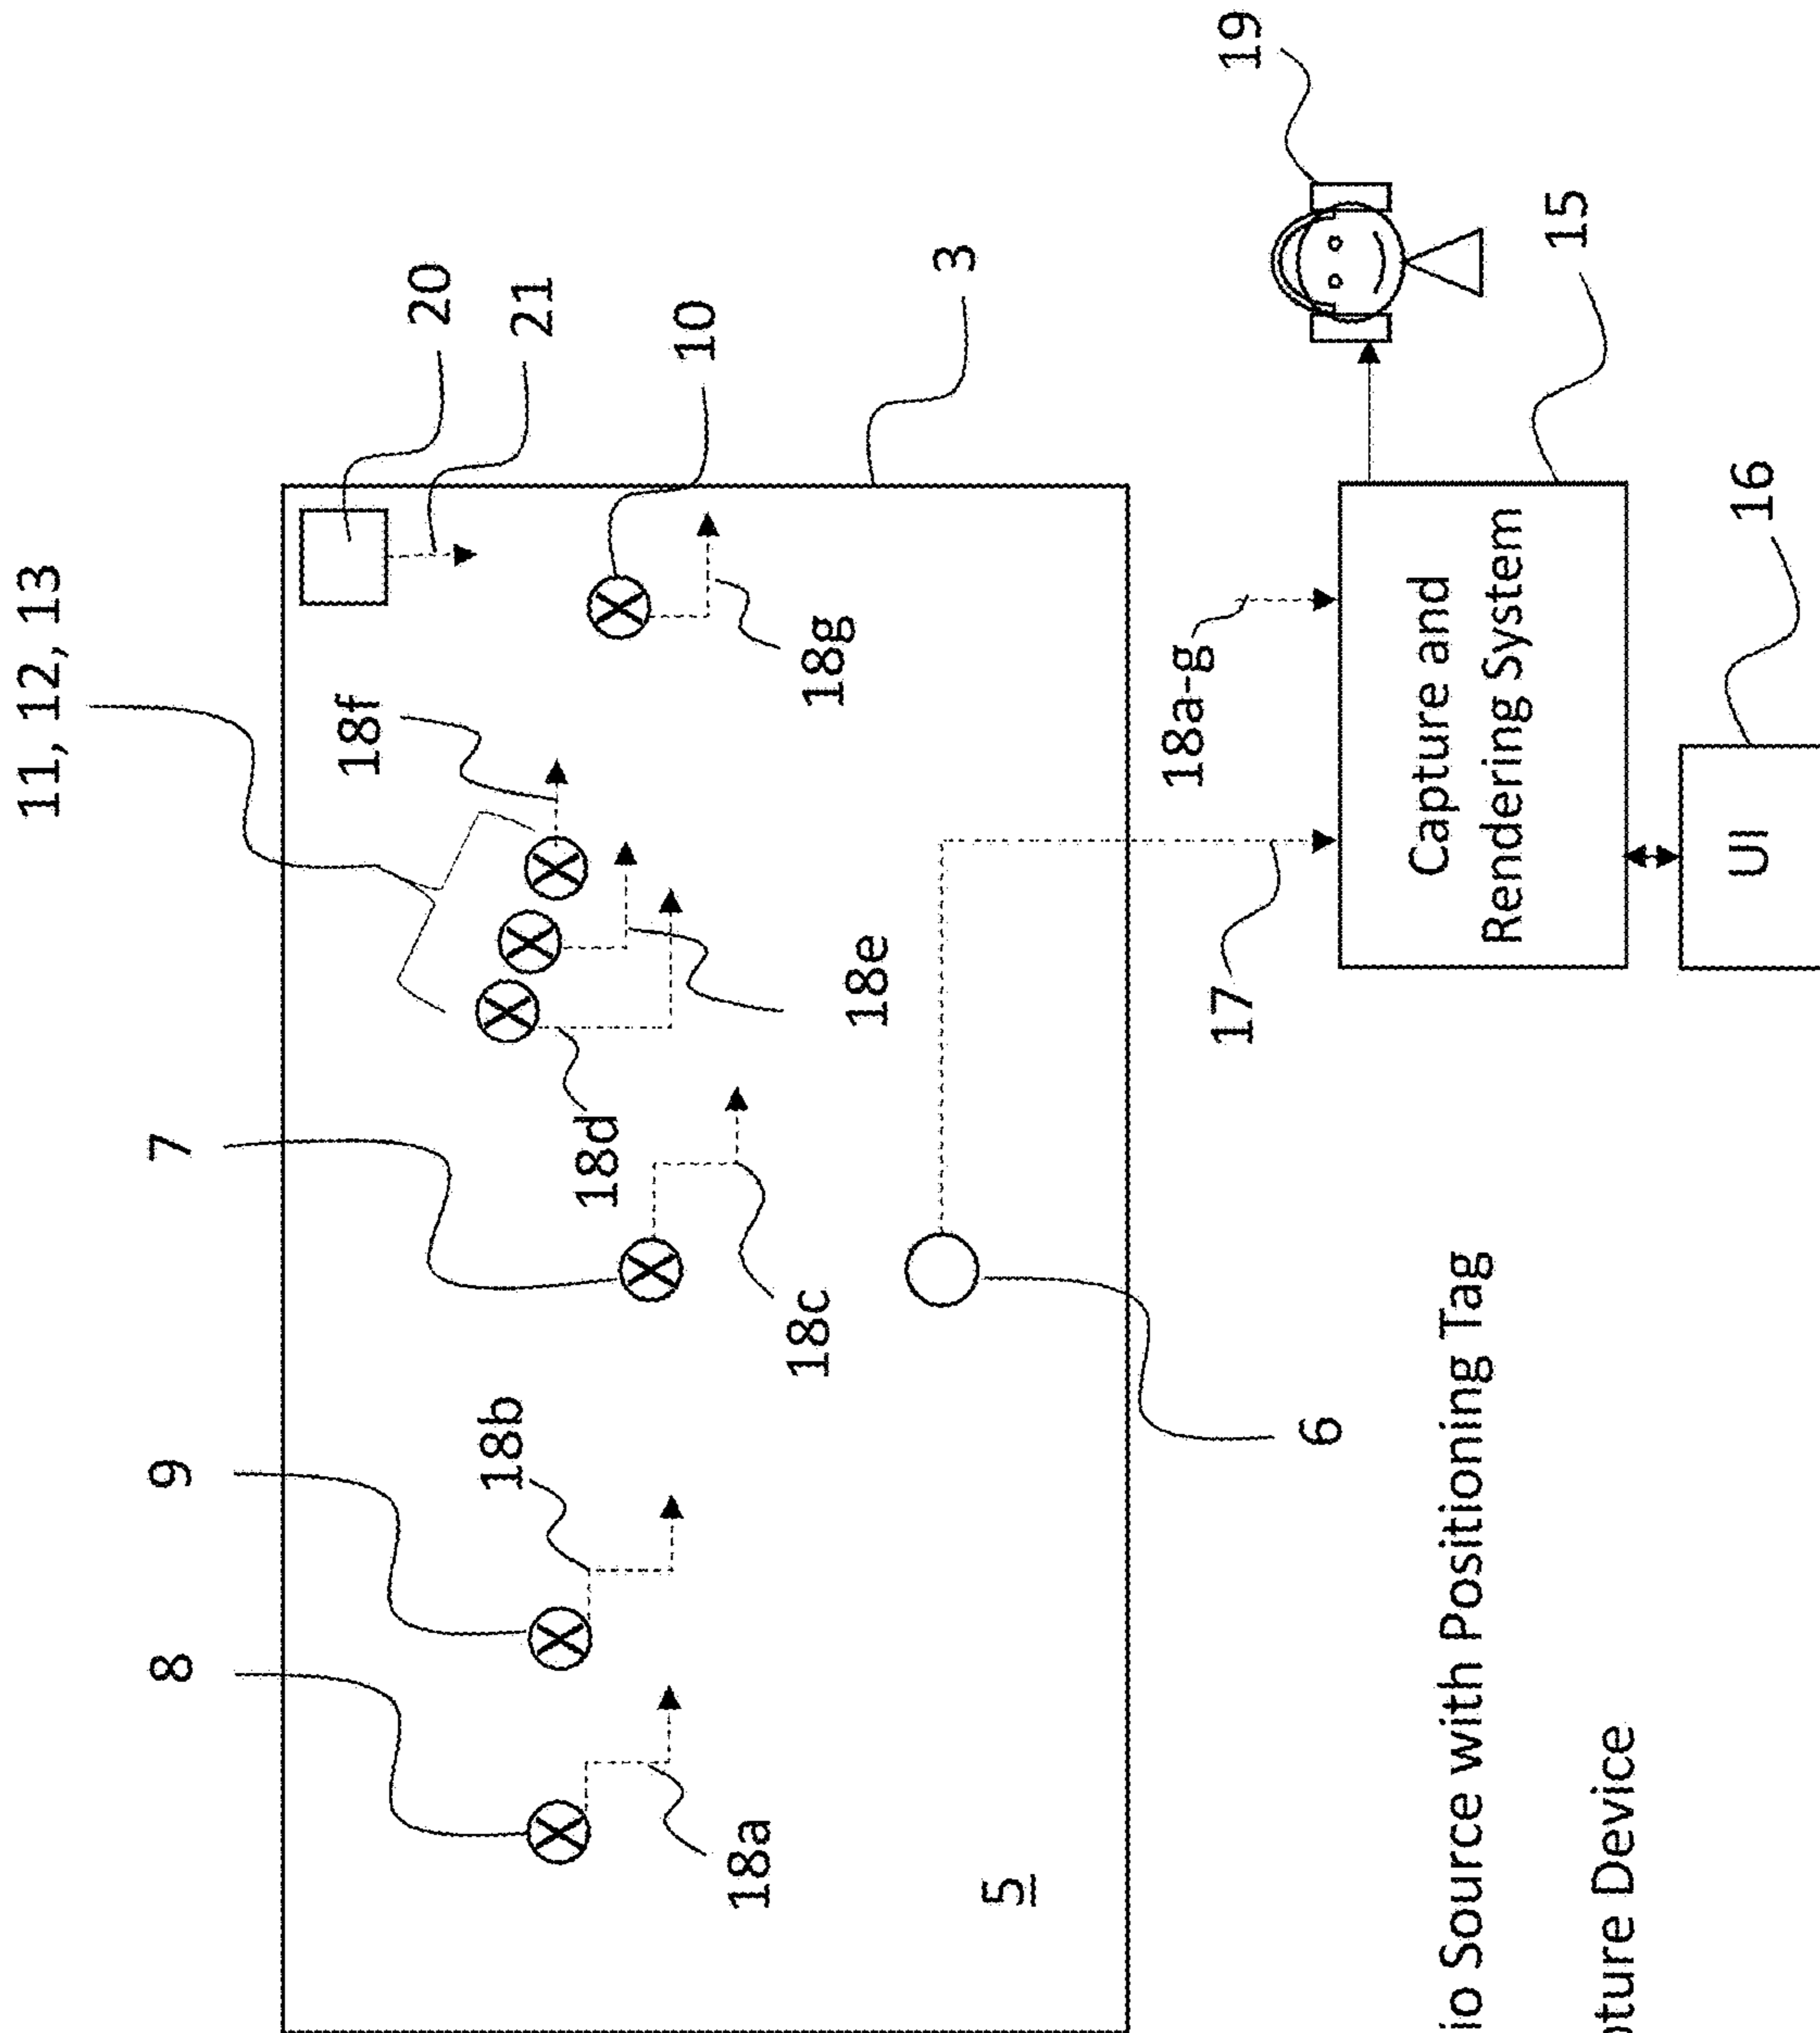 11, 12, 13
8
9
7
18f
20
18b
21
18d
10
18a
18c
18g
18e
3
5
18a-g
17
19
6
Capture and
Rendering System
io Source with Positioning Tag
15
pture Device
UI
16